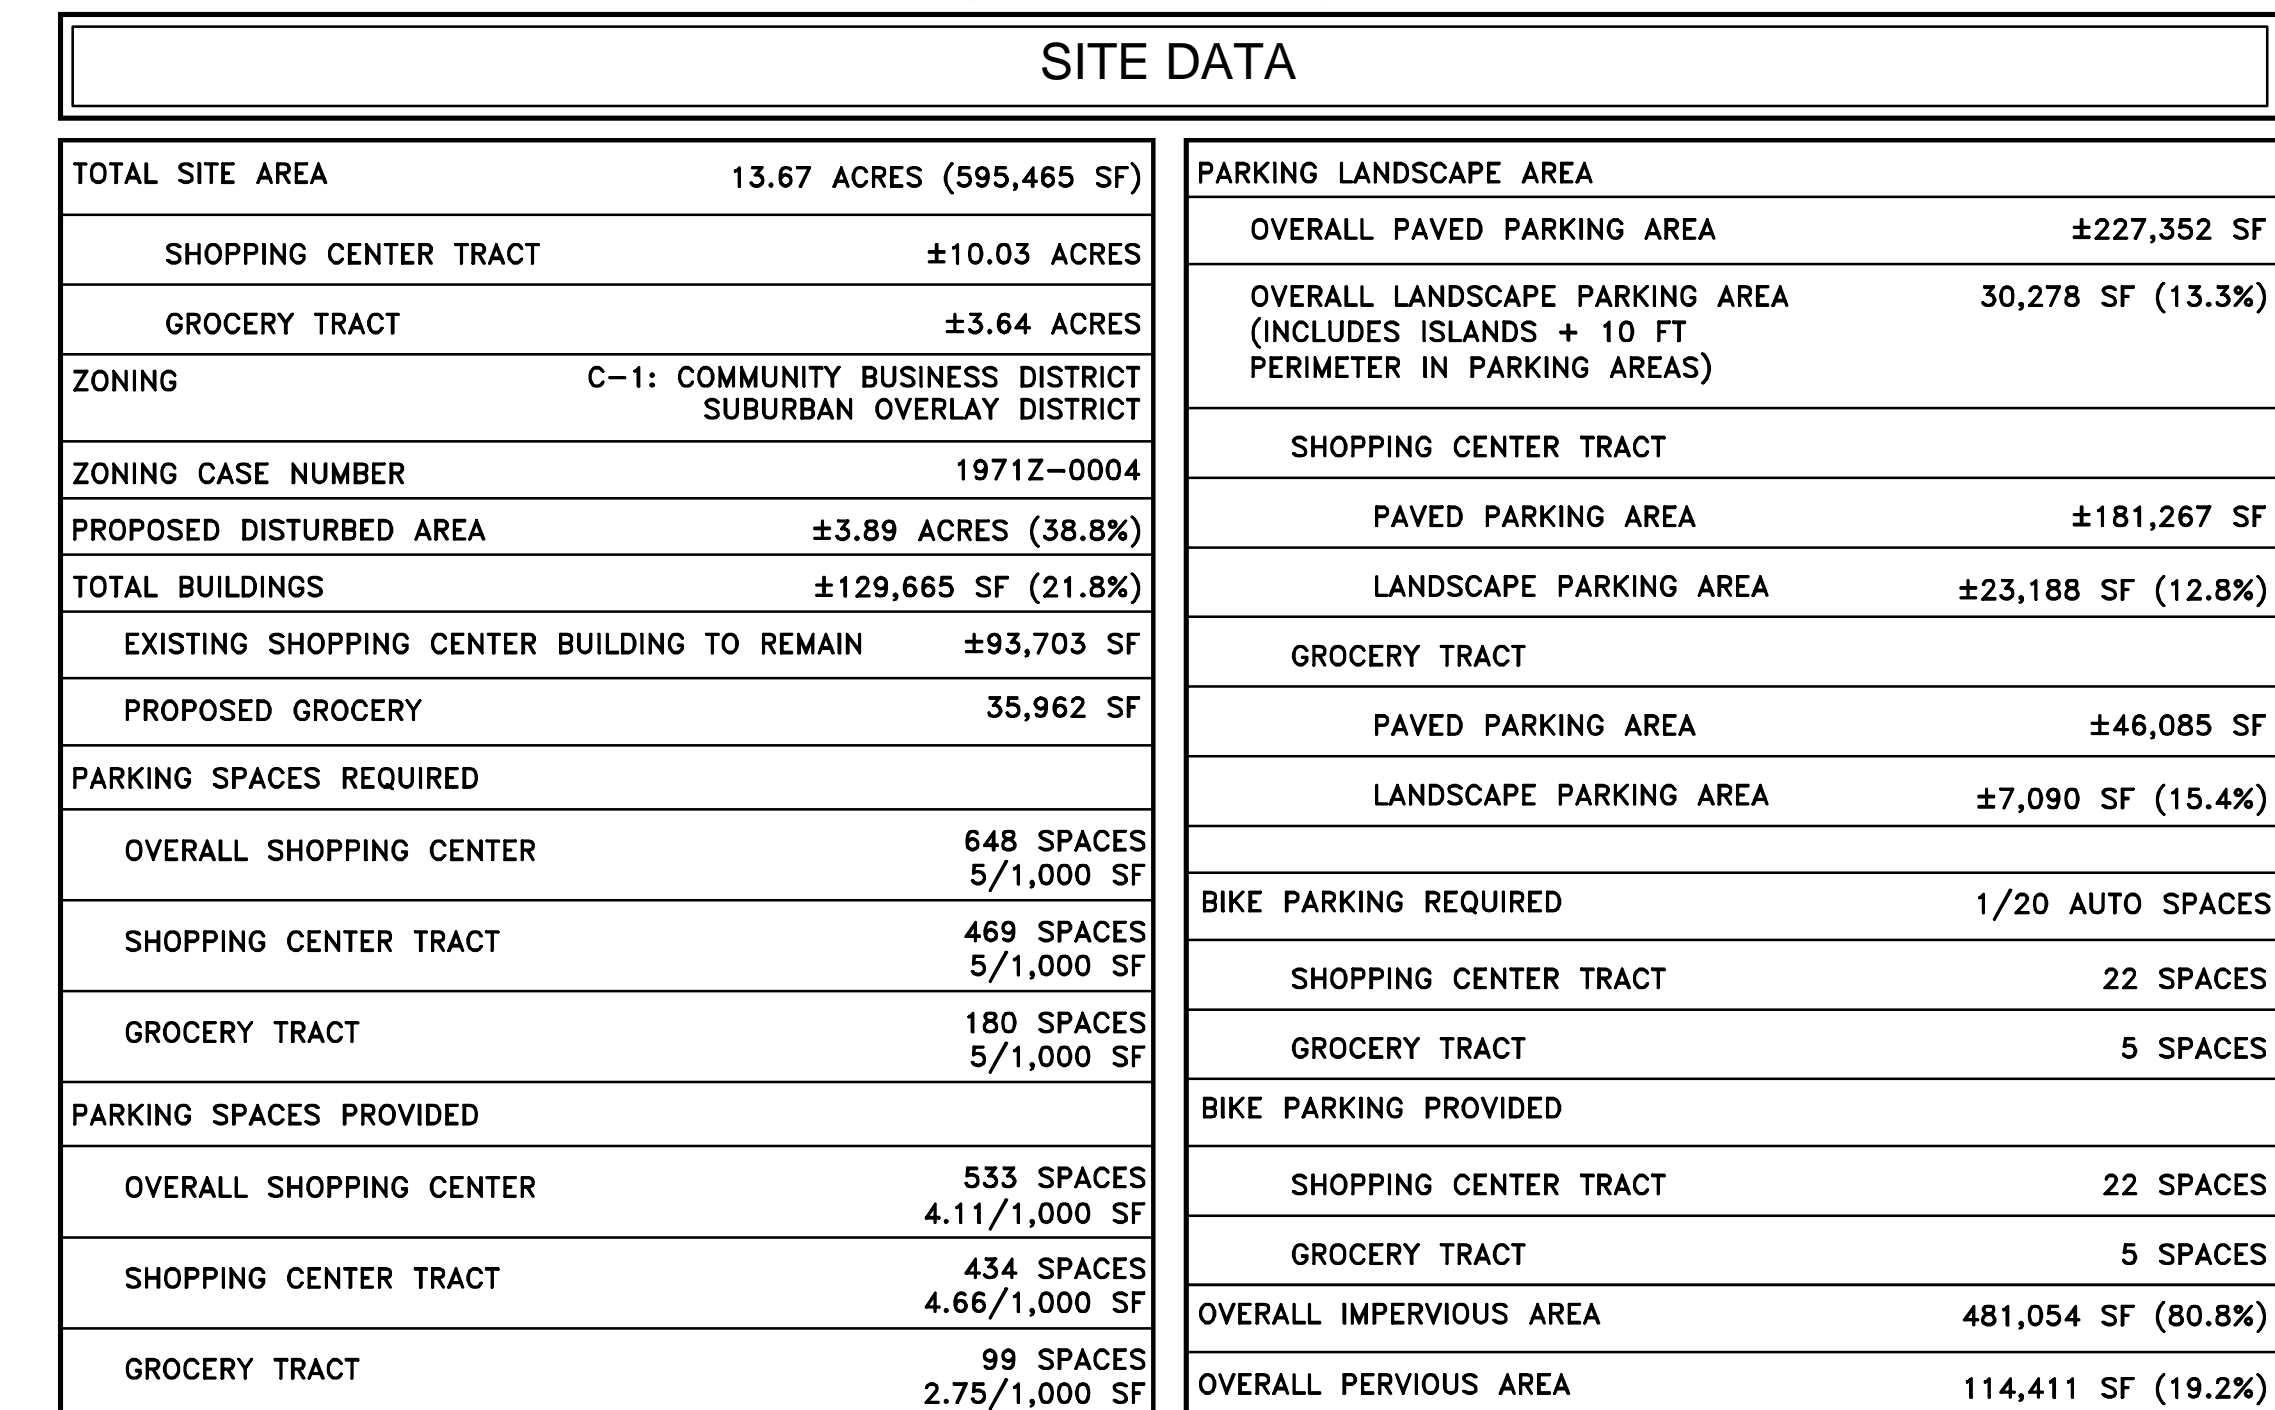 SITE DATA
TOTAL SITE AREA 13.67 ACRES (595,465 SF)
SHOPPING CENTER TRACT ±10.03 ACRES
GROCERY TRACT ±3.64 ACRES
ZONING C-1: COMMUNITY BUSINESS DISTRICT
SUBURBAN OVERLAY DISTRICT
ZONING CASE NUMBER 1971Z-0004
PROPOSED DISTURBED AREA ±3.89 ACRES (38.8%)
TOTAL BUILDINGS ±129,665 SF (21.8%)
EXISTING SHOPPING CENTER BUILDING TO REMAIN ±93,703 SF
PROPOSED GROCERY 35,962 SF
PARKING SPACES REQUIRED
OVERALL SHOPPING CENTER 648 SPACES
5/1,000 SF
SHOPPING CENTER TRACT 469 SPACES
5/1,000 SF
GROCERY TRACT 180 SPACES
5/1,000 SF
PARKING SPACES PROVIDED
OVERALL SHOPPING CENTER 533 SPACES
4.11/1,000 SF
SHOPPING CENTER TRACT 434 SPACES
4.66/1,000 SF
GROCERY TRACT 99 SPACES
2.75/1,000 SF
PARKING LANDSCAPE AREA
OVERALL PAVED PARKING AREA ±227,352 SF
OVERALL LANDSCAPE PARKING AREA 30,278 SF (13.3%)
(INCLUDES ISLANDS + 10 FT
PERIMETER IN PARKING AREAS)
SHOPPING CENTER TRACT
PAVED PARKING AREA ±181,267 SF
LANDSCAPE PARKING AREA ±23,188 SF (12.8%)
GROCERY TRACT
PAVED PARKING AREA ±46,085 SF
LANDSCAPE PARKING AREA ±7,090 SF (15.4%)
BIKE PARKING REQUIRED 1/20 AUTO SPACES
SHOPPING CENTER TRACT 22 SPACES
GROCERY TRACT 5 SPACES
BIKE PARKING PROVIDED
SHOPPING CENTER TRACT 22 SPACES
GROCERY TRACT 5 SPACES
OVERALL IMPERVIOUS AREA 481,054 SF (80.8%)
OVERALL PERVIOUS AREA 114,411 SF (19.2%)